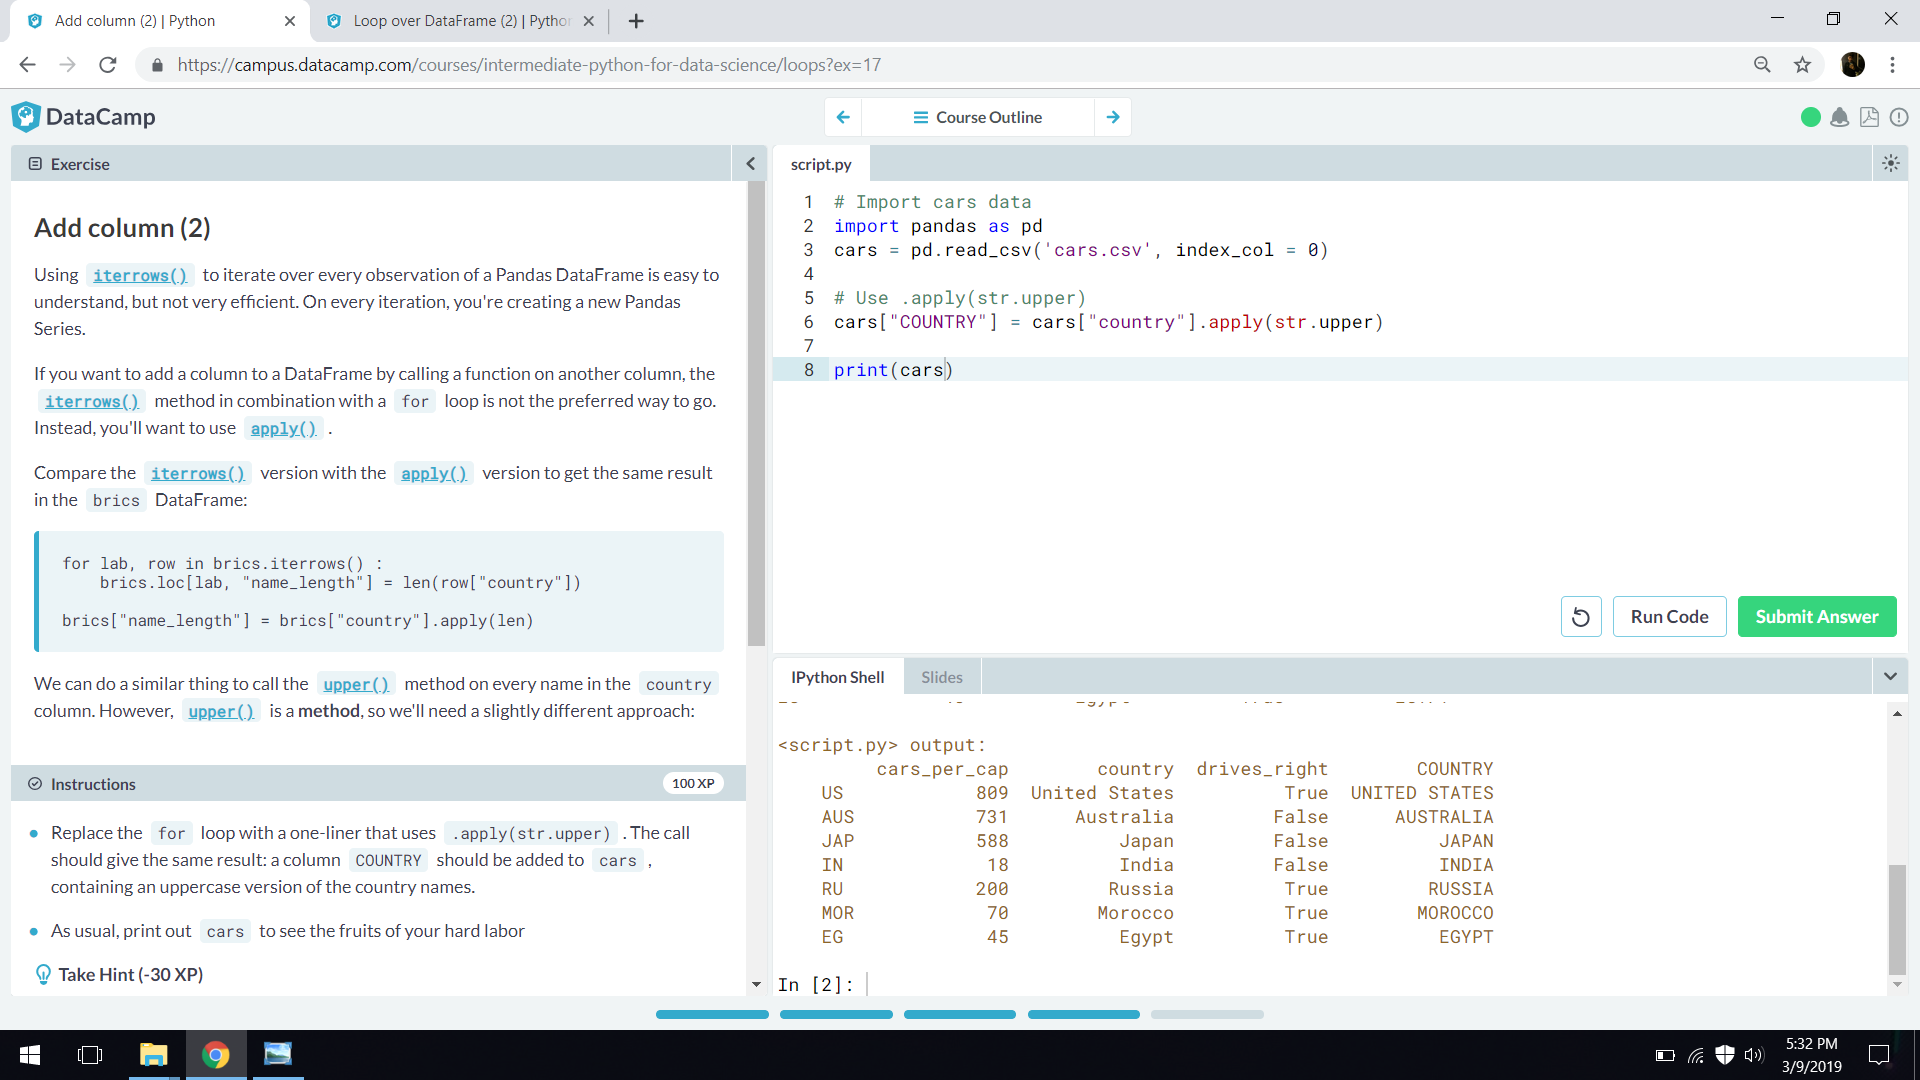 Add column (2) | Python
Loop over DataFrame (2) | Pytho
https://campus.datacamp.com/courses/intermediate-python-for-data-science/loops?ex=17
DataCamp
Course Outline
Exercise
Add column (2)
Using iterrows() to iterate over every observation of a Pandas DataFrame is easy to
understand, but not very efficient. On every iteration, you're creating a new Pandas
Series.
If you want to add a column to a DataFrame by calling a function on another column, the
iterrows() method in combination with a for loop is not the preferred way to go.
Instead, you'll want to use apply() .
Compare the iterrows() version with the apply() version to get the same result
in the brics DataFrame:
for lab, row in brics.iterrows() :
    brics.loc[lab, "name_length"] = len(row["country"])
brics["name_length"] = brics["country"].apply(len)
We can do a similar thing to call the upper() method on every name in the country
column. However, upper() is a method, so we'll need a slightly different approach:
Instructions
100 XP
Replace the for loop with a one-liner that uses .apply(str.upper) . The call
should give the same result: a column COUNTRY should be added to cars ,
containing an uppercase version of the country names.
As usual, print out cars to see the fruits of your hard labor
Take Hint (-30 XP)
script.py
1 # Import cars data
2 import pandas as pd
3 cars = pd.read_csv('cars.csv', index_col = 0)
4
5 # Use .apply(str.upper)
6 cars["COUNTRY"] = cars["country"].apply(str.upper)
7
8 print(cars)
Run Code
Submit Answer
IPython Shell
Slides
<script.py> output:
cars_per_cap country drives_right COUNTRY
US 809 United States True UNITED STATES
AUS 731 Australia False AUSTRALIA
JAP 588 Japan False JAPAN
IN 18 India False INDIA
RU 200 Russia True RUSSIA
MOR 70 Morocco True MOROCCO
EG 45 Egypt True EGYPT
In [2]:
5:32 PM
3/9/2019